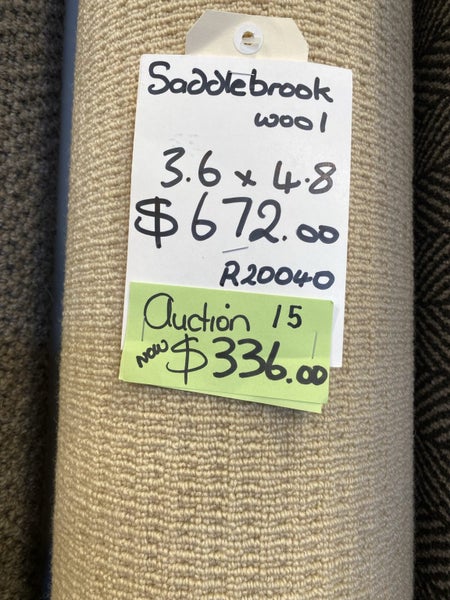 Saddlebrook
wool
3.6 x 4.8
$672.00
R20040
Auction 15
NOW $336.00